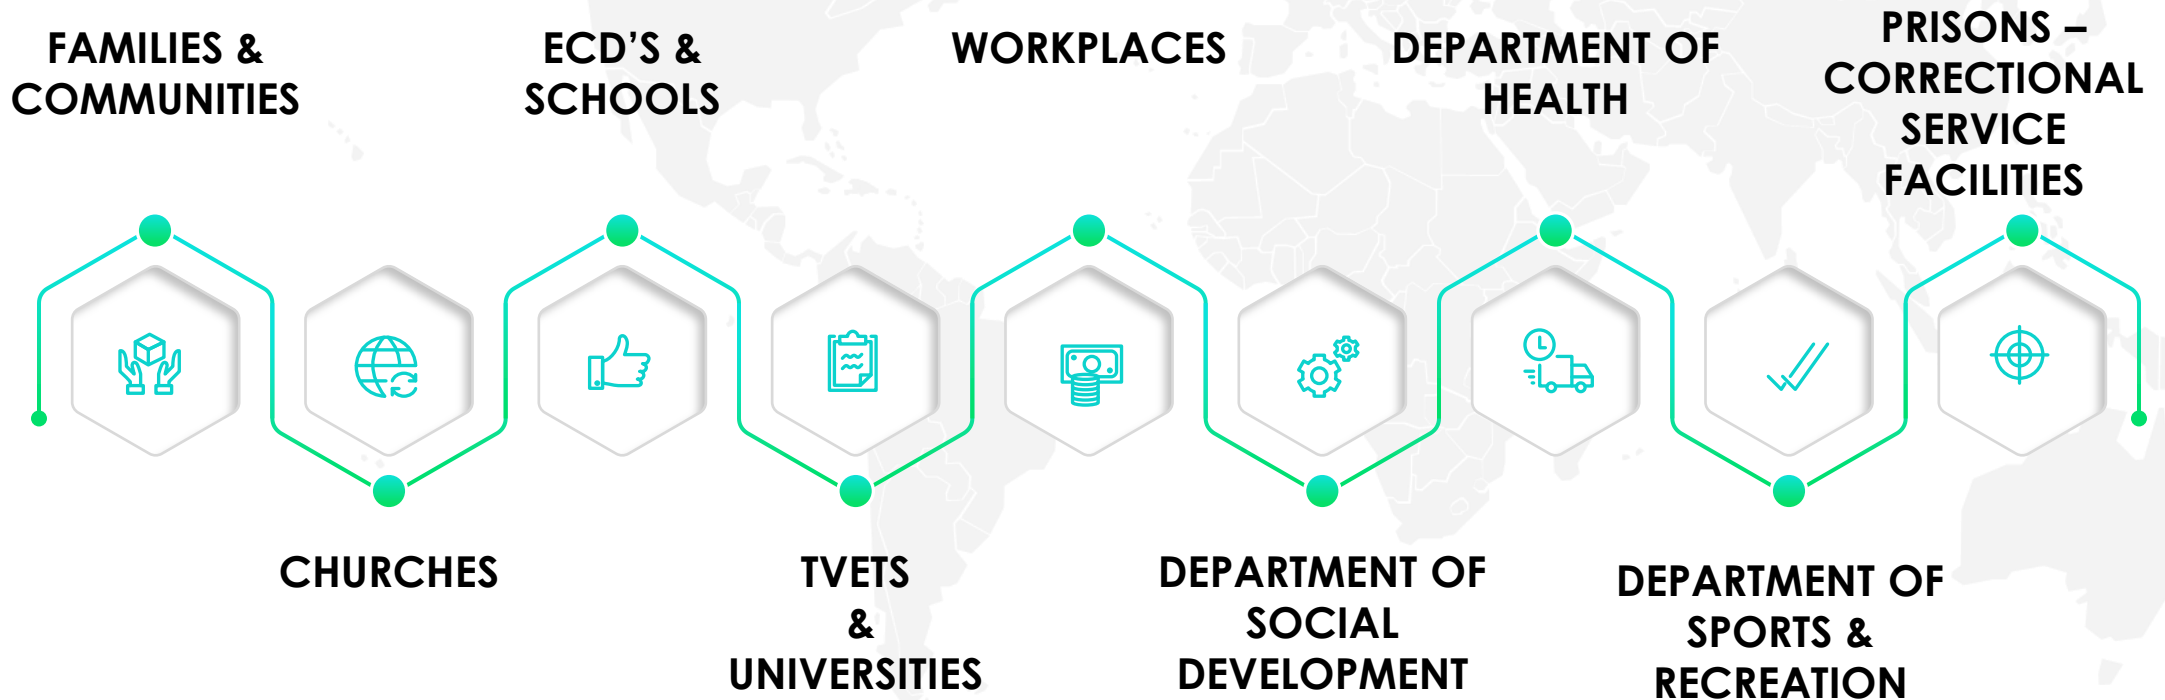 FAMILIES &
COMMUNITIES
CHURCHES
ECD’S &
SCHOOLS
TVETS
&
UNIVERSITIES
WORKPLACES
DEPARTMENT OF
SOCIAL
DEVELOPMENT
DEPARTMENT OF
HEALTH
DEPARTMENT OF
SPORTS &
RECREATION
PRISONS –
CORRECTIONAL
SERVICE
FACILITIES